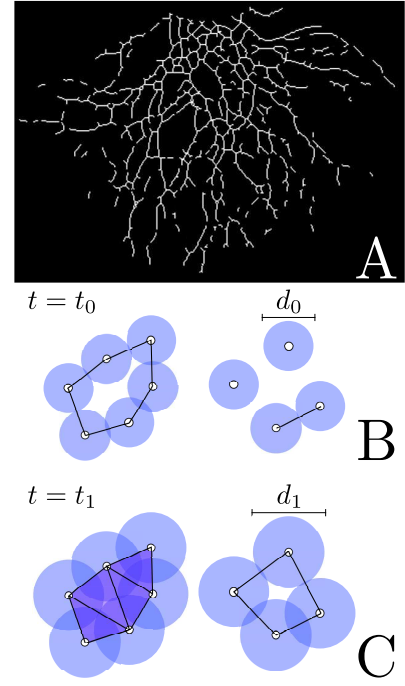 A
t = t₀
d₀
B
t = t₁
d₁
C